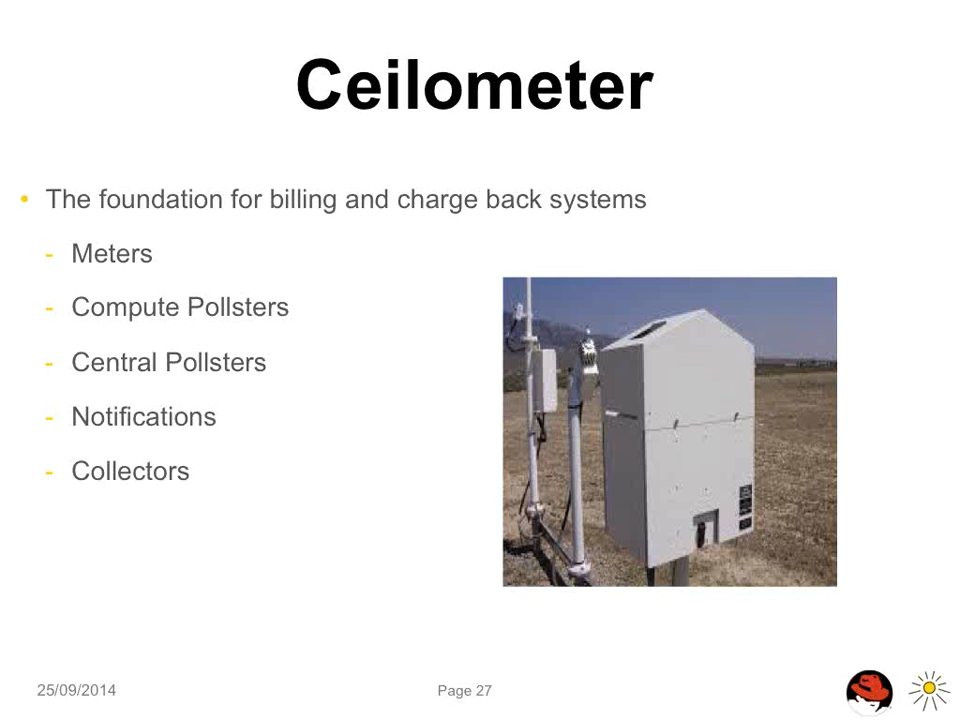 Ceilometer
• The foundation for billing and charge back systems
- Meters
- Compute Pollsters
- Central Pollsters
- Notifications
- Collectors
25/09/2014
Page 27